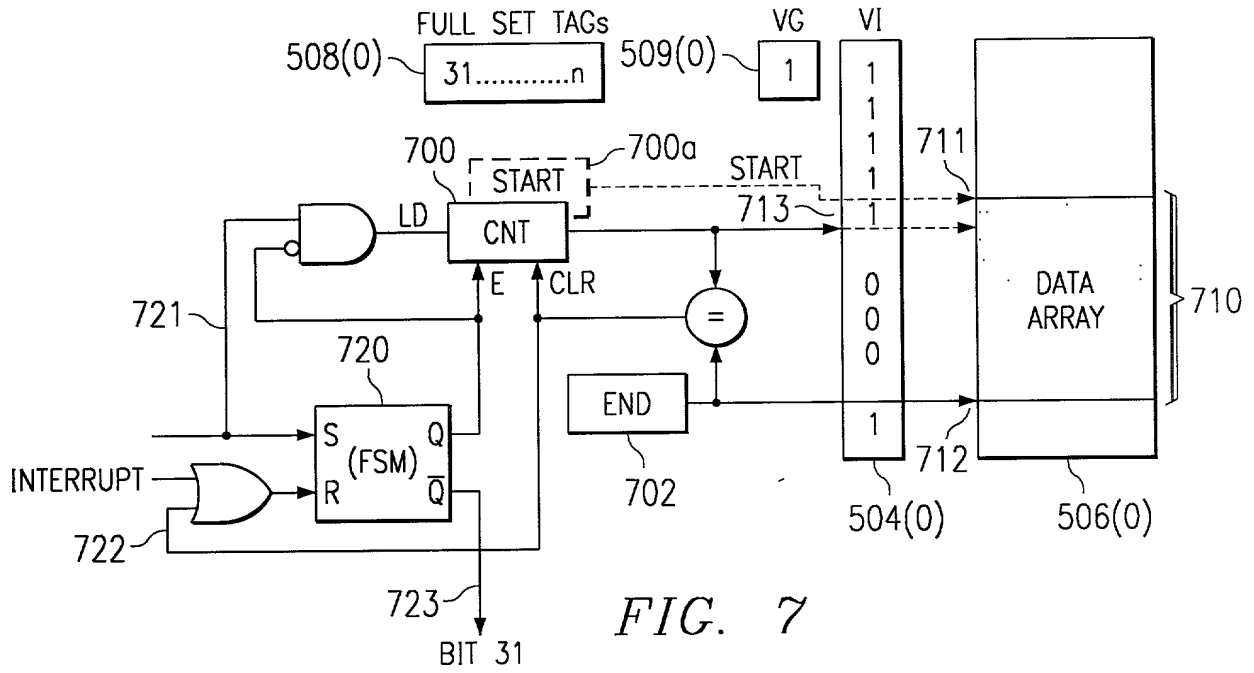 FULL SET TAGs
VG
VI
508(0)
31............n
509(0)
1
1
1
1
1
1
0
0
0
1
700
700a
START
START
711
LD
CNT
713
E
CLR
=
DATA
ARRAY
710
721
720
END
S
Q
(FSM)
R
Q̅
INTERRUPT
702
712
722
504(0)
506(0)
723
BIT 31
FIG. 7